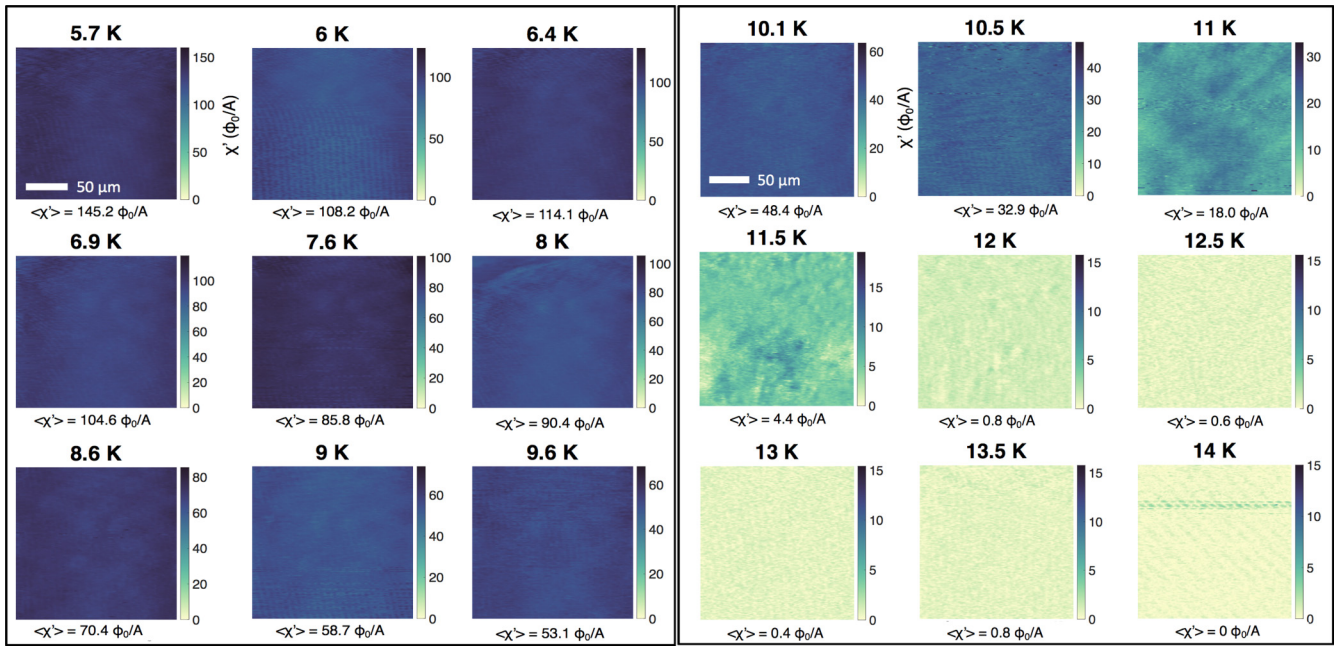 5.7 K
6 K
6.4 K
150
100
50
0
χ' (ϕ₀/A)
100
50
0
100
50
0
50 μm
<χ'> = 145.2 ϕ₀/A
<χ'> = 108.2 ϕ₀/A
<χ'> = 114.1 ϕ₀/A
6.9 K
7.6 K
8 K
100
80
60
40
20
0
100
80
60
40
20
0
100
80
60
40
20
0
<χ'> = 104.6 ϕ₀/A
<χ'> = 85.8 ϕ₀/A
<χ'> = 90.4 ϕ₀/A
8.6 K
9 K
9.6 K
80
60
40
20
0
60
40
20
0
60
40
20
0
<χ'> = 70.4 ϕ₀/A
<χ'> = 58.7 ϕ₀/A
<χ'> = 53.1 ϕ₀/A
10.1 K
10.5 K
11 K
60
40
20
0
χ' (ϕ₀/A)
40
30
20
10
0
30
20
10
0
50 μm
<χ'> = 48.4 ϕ₀/A
<χ'> = 32.9 ϕ₀/A
<χ'> = 18.0 ϕ₀/A
11.5 K
12 K
12.5 K
15
10
5
0
15
10
5
0
15
10
5
0
<χ'> = 4.4 ϕ₀/A
<χ'> = 0.8 ϕ₀/A
<χ'> = 0.6 ϕ₀/A
13 K
13.5 K
14 K
15
10
5
0
15
10
5
0
15
10
5
0
<χ'> = 0.4 ϕ₀/A
<χ'> = 0.8 ϕ₀/A
<χ'> = 0 ϕ₀/A